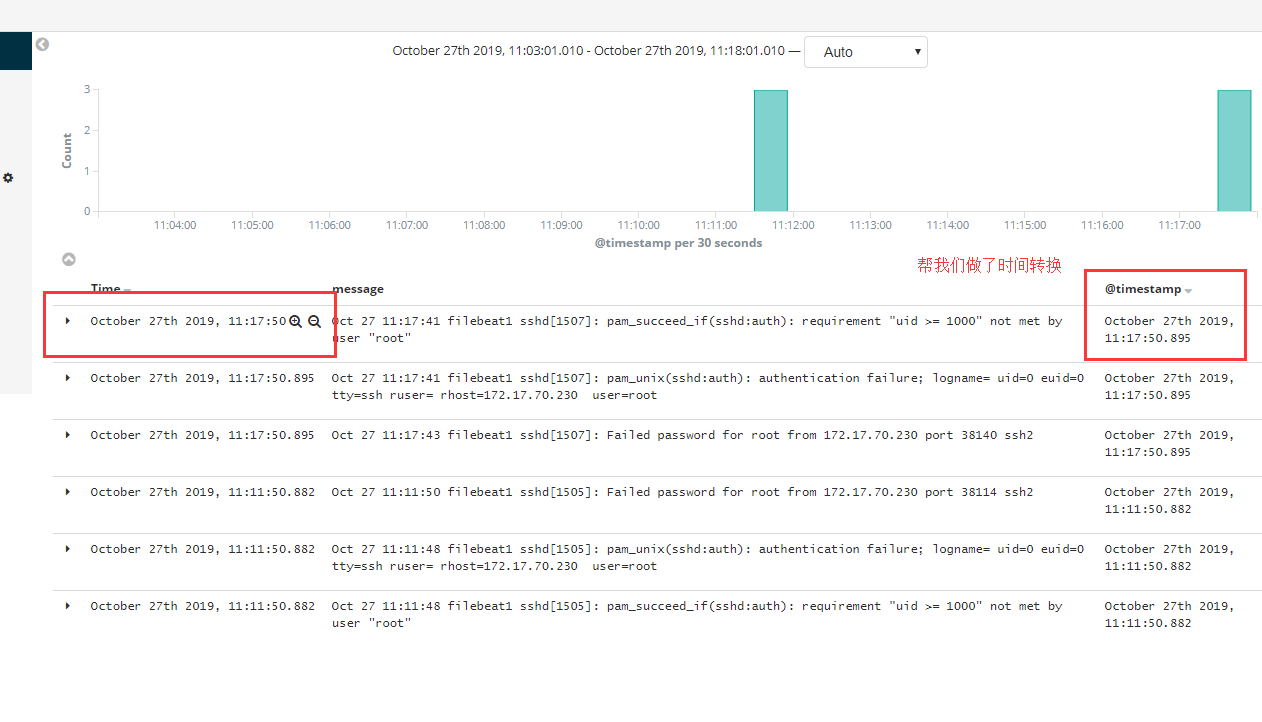 October 27th 2019, 11:03:01.010 - October 27th 2019, 11:18:01.010 — Auto
3
2
1
0
Count
11:04:00 11:05:00 11:06:00 11:07:00 11:08:00 11:09:00 11:10:00 11:11:00 11:12:00 11:13:00 11:14:00 11:15:00 11:16:00 11:17:00
@timestamp per 30 seconds
帮我们做了时间转换
Time message @timestamp
October 27th 2019, 11:17:50 Oct 27 11:17:41 filebeat1 sshd[1507]: pam_succeed_if(sshd:auth): requirement "uid >= 1000" not met by October 27th 2019,
user "root" 11:17:50.895
October 27th 2019, 11:17:50.895 Oct 27 11:17:41 filebeat1 sshd[1507]: pam_unix(sshd:auth): authentication failure; logname= uid=0 euid=0 October 27th 2019,
tty=ssh ruser= rhost=172.17.70.230  user=root 11:17:50.895
October 27th 2019, 11:17:50.895 Oct 27 11:17:43 filebeat1 sshd[1507]: Failed password for root from 172.17.70.230 port 38140 ssh2 October 27th 2019,
11:17:50.895
October 27th 2019, 11:11:50.882 Oct 27 11:11:50 filebeat1 sshd[1505]: Failed password for root from 172.17.70.230 port 38114 ssh2 October 27th 2019,
11:11:50.882
October 27th 2019, 11:11:50.882 Oct 27 11:11:48 filebeat1 sshd[1505]: pam_unix(sshd:auth): authentication failure; logname= uid=0 euid=0 October 27th 2019,
tty=ssh ruser= rhost=172.17.70.230  user=root 11:11:50.882
October 27th 2019, 11:11:50.882 Oct 27 11:11:48 filebeat1 sshd[1505]: pam_succeed_if(sshd:auth): requirement "uid >= 1000" not met by October 27th 2019,
user "root" 11:11:50.882